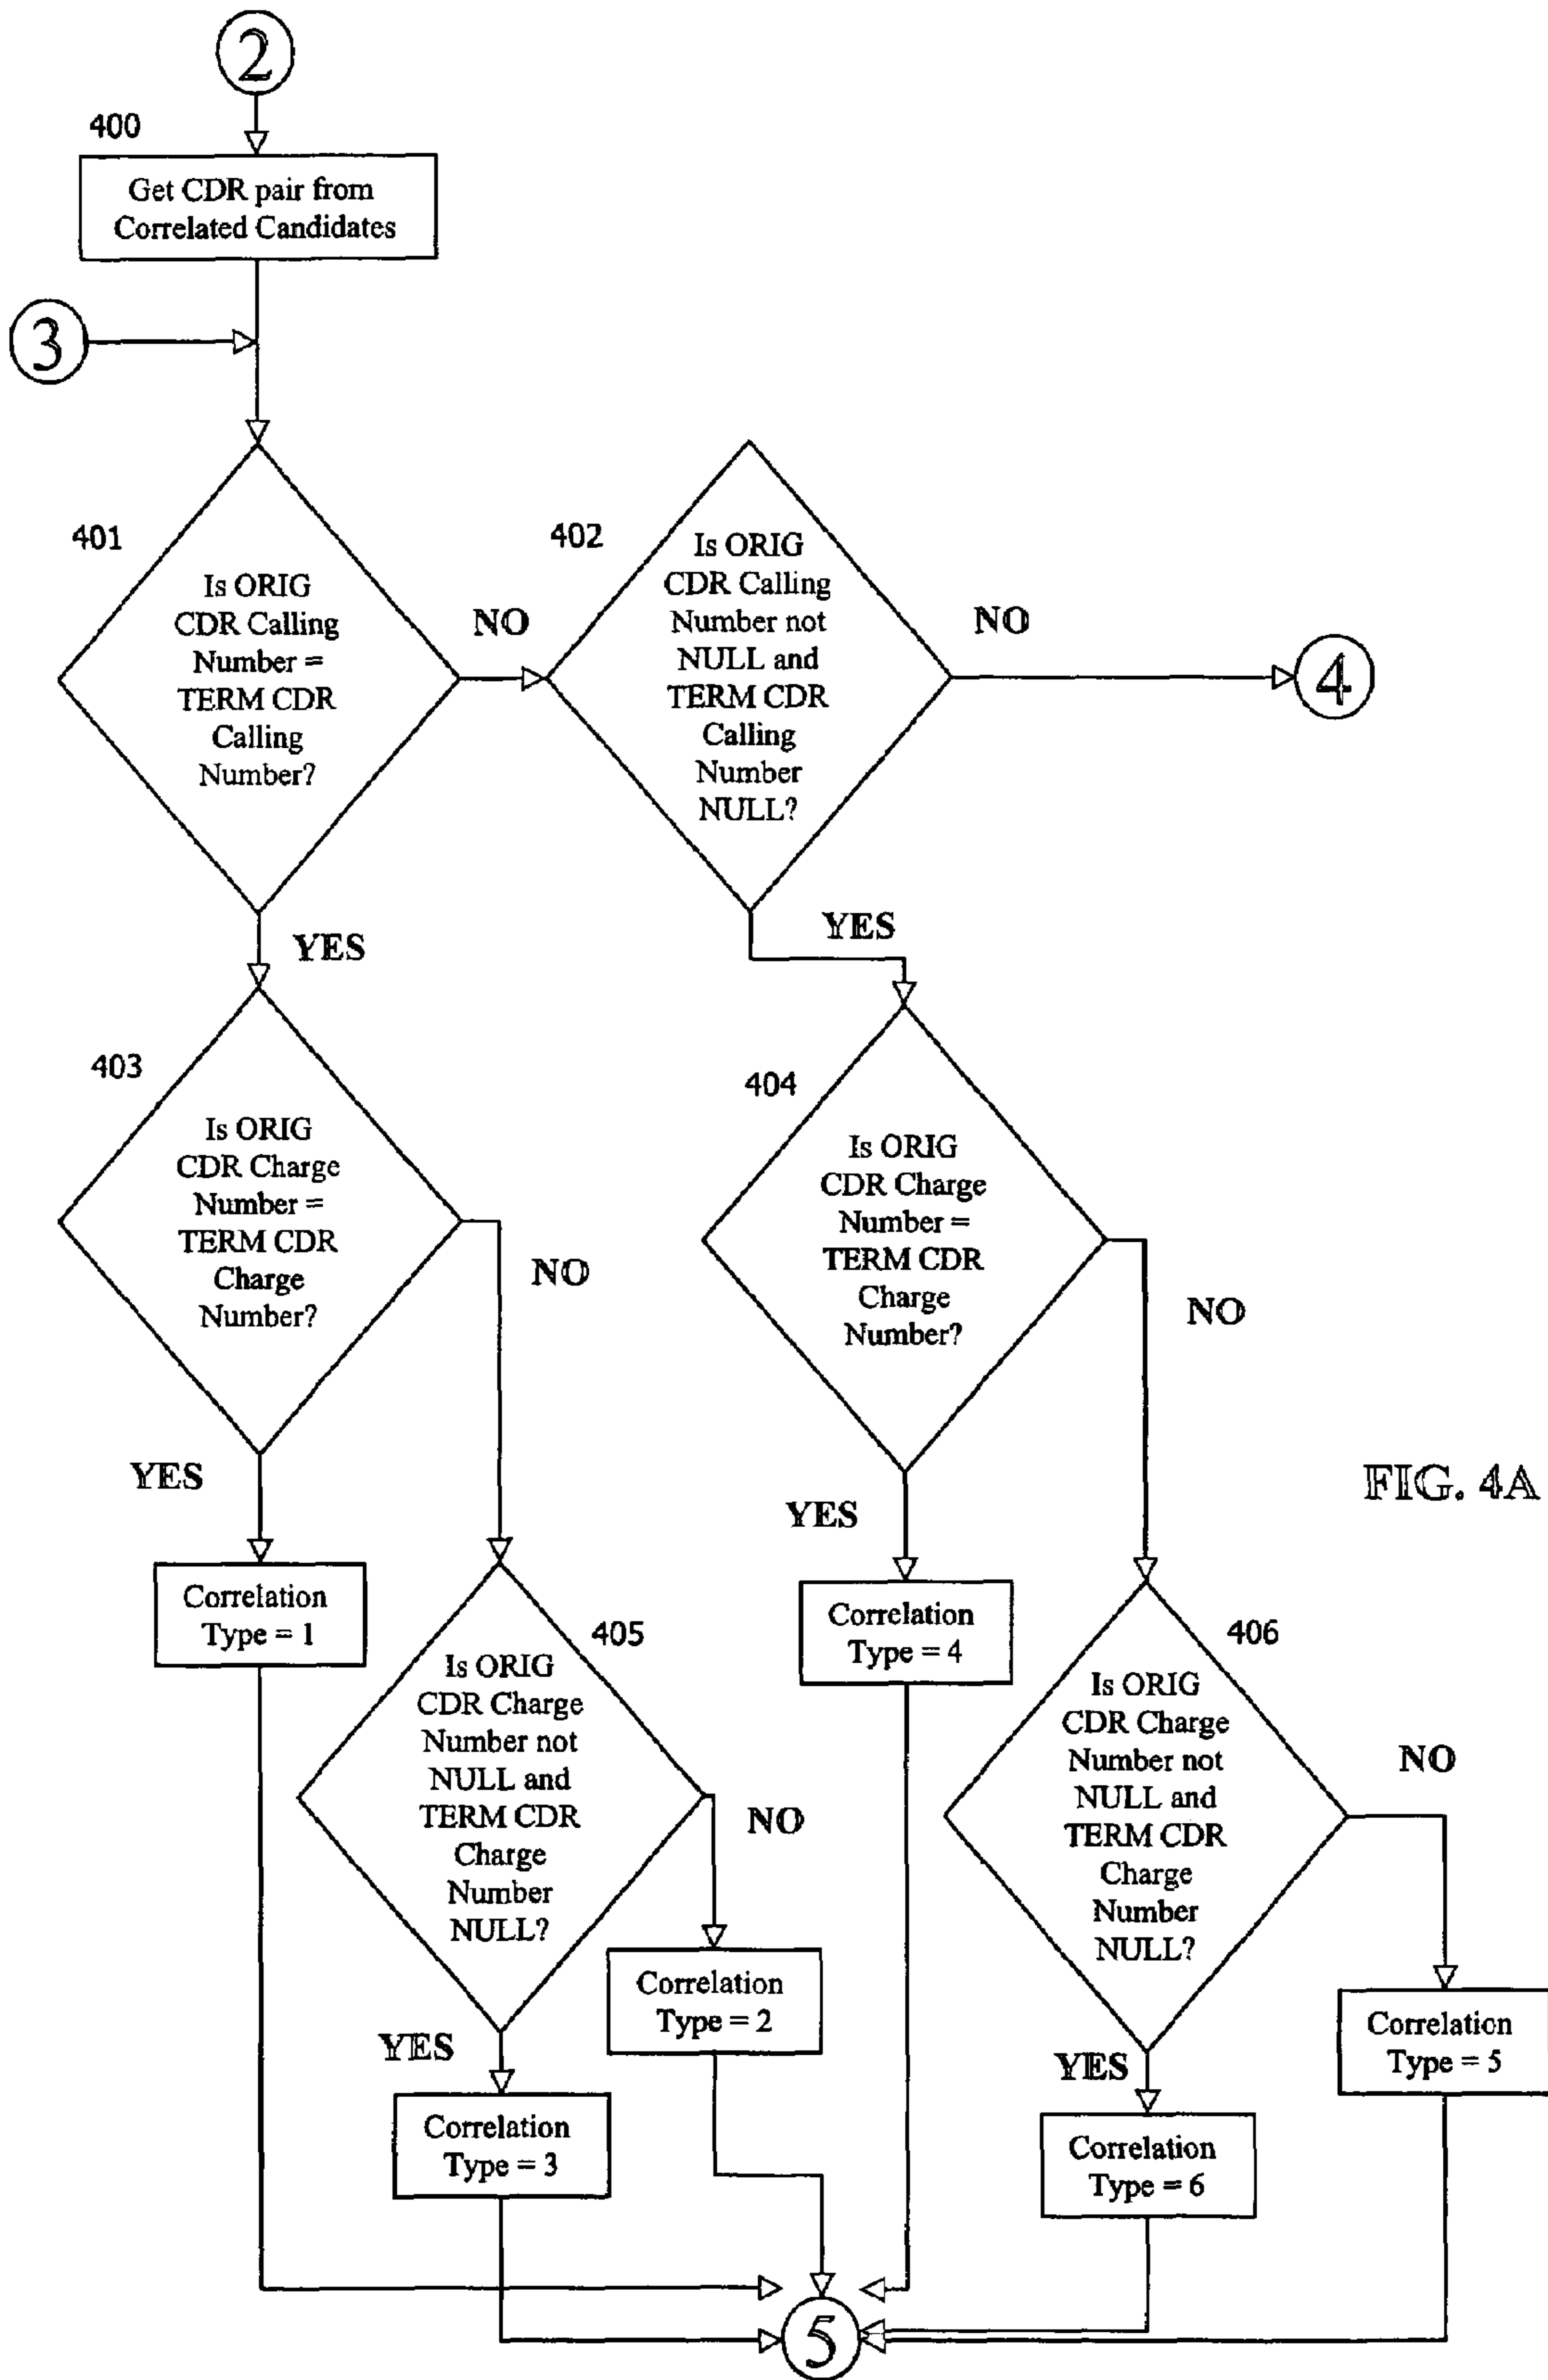 2
400
Get CDR pair from
Correlated Candidates
3
401
Is ORIG
CDR Calling
Number =
TERM CDR
Calling
Number?
NO
402
Is ORIG
CDR Calling
Number not
NULL and
TERM CDR
Calling
Number
NULL?
NO
4
YES
YES
403
Is ORIG
CDR Charge
Number =
TERM CDR
Charge
Number?
NO
404
Is ORIG
CDR Charge
Number =
TERM CDR
Charge
Number?
NO
YES
YES
FIG. 4A
Correlation
Type = 1
405
Is ORIG
CDR Charge
Number not
NULL and
TERM CDR
Charge
Number
NULL?
NO
Correlation
Type = 4
406
Is ORIG
CDR Charge
Number not
NULL and
TERM CDR
Charge
Number
NULL?
NO
YES
Correlation
Type = 2
YES
Correlation
Type = 5
Correlation
Type = 3
Correlation
Type = 6
5